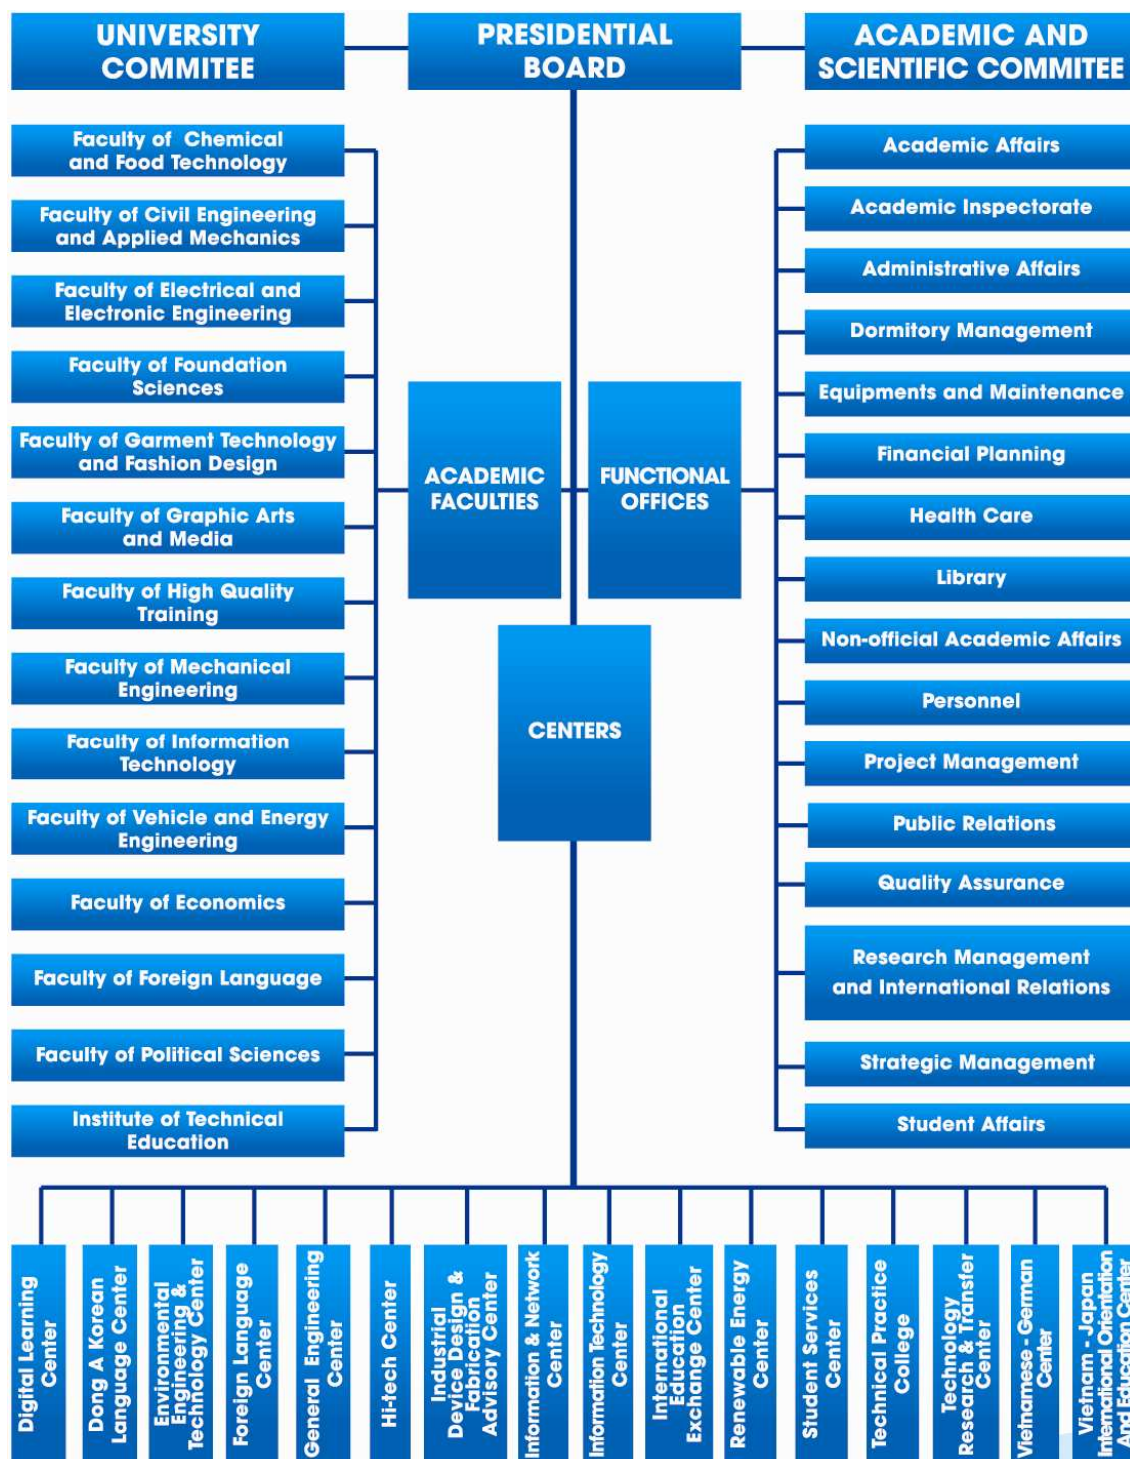 UNIVERSITY
COMMITEE
PRESIDENTIAL
BOARD
ACADEMIC AND
SCIENTIFIC COMMITEE
Faculty of Chemical
and Food Technology
Faculty of Civil Engineering
and Applied Mechanics
Faculty of Electrical and
Electronic Engineering
Faculty of Foundation
Sciences
Faculty of Garment Technology
and Fashion Design
Faculty of Graphic Arts
and Media
Faculty of High Quality
Training
Faculty of Mechanical
Engineering
Faculty of Information
Technology
Faculty of Vehicle and Energy
Engineering
Faculty of Economics
Faculty of Foreign Language
Faculty of Political Sciences
Institute of Technical
Education
ACADEMIC
FACULTIES
FUNCTIONAL
OFFICES
CENTERS
Academic Affairs
Academic Inspectorate
Administrative Affairs
Dormitory Management
Equipments and Maintenance
Financial Planning
Health Care
Library
Non-official Academic Affairs
Personnel
Project Management
Public Relations
Quality Assurance
Research Management
and International Relations
Strategic Management
Student Affairs
Digital Learning
Center
Dong A Korean
Language Center
Environmental
Engineering &
Technology Center
Foreign Language
Center
General Engineering
Center
Hi-tech Center
Industrial
Device Design &
Fabrication
Advisory Center
Information & Network
Center
Information Technology
Center
International
Education
Exchange Center
Renewable Energy
Center
Student Services
Center
Technical Practice
College
Technology
Research & Transfer
Center
Vietnamese - German
Center
Vietnam - Japan
International Orientation
And Education Center